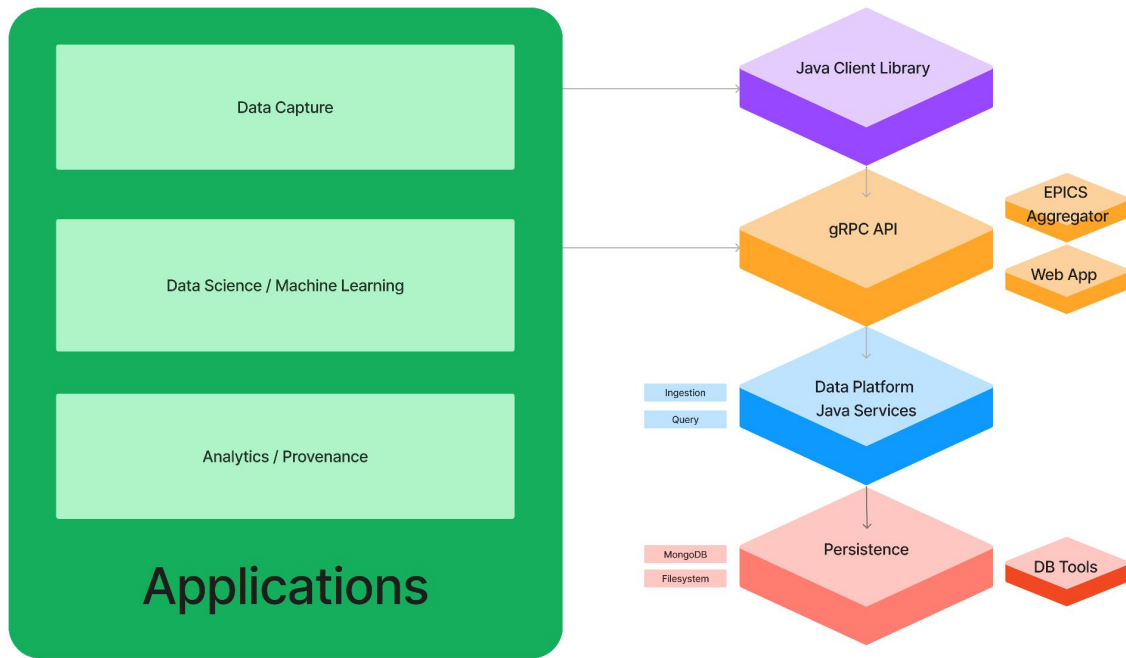 Data Capture
Data Science / Machine Learning
Analytics / Provenance
Applications
Java Client Library
gRPC API
EPICS
Aggregator
Web App
Ingestion
Query
Data Platform
Java Services
MongoDB
Filesystem
Persistence
DB Tools